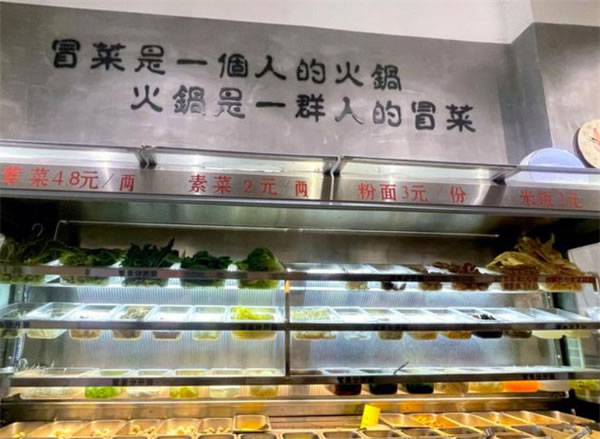 冒菜是一個人的火鍋
火鍋是一群人的冒菜
荤菜4.8元/两 素菜2元/两 粉面3元/份 米饭2元